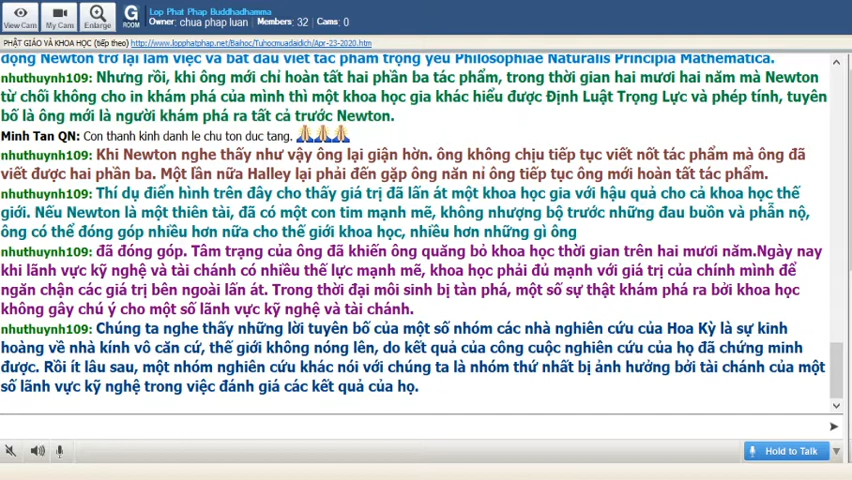 View Cam
My Cam
Enlarge
G
ROOM
Lop Phat Phap Buddhadhamma
Owner: chua phap luan Members: 32 Cams: 0
PHẬT GIÁO VÀ KHOA HỌC (tiếp theo) http://www.lopphatphap.net/Baihoc/Tuhocmuadaidich/Apr-23-2020.htm
động Newton trở lại làm việc và bắt đầu viết tác phẩm trọng yếu Philosophiae Naturalis Principia Mathematica.
nhuthuynh109: Nhưng rồi, khi ông mới chỉ hoàn tất hai phần ba tác phẩm, trong thời gian hai mươi hai năm mà Newton
từ chối không cho in khám phá của mình thì một khoa học gia khác hiểu được Định Luật Trọng Lực và phép tính, tuyên
bố là ông mới là người khám phá ra tất cả trước Newton.
Minh Tan QN: Con thanh kinh danh le chu ton duc tang.
nhuthuynh109: Khi Newton nghe thấy như vậy ông lại giận hờn. ông không chịu tiếp tục viết nốt tác phẩm mà ông đã
viết được hai phần ba. Một lần nữa Halley lại phải đến gặp ông năn nỉ ông tiếp tục ông mới hoàn tất tác phẩm.
nhuthuynh109: Thí dụ điển hình trên đây cho thấy giá trị đã lấn át một khoa học gia với hậu quả cho cả khoa học thế
giới. Nếu Newton là một thiên tài, đã có một con tim mạnh mẽ, không nhượng bộ trước những đau buồn và phẫn nộ,
ông có thể đóng góp nhiều hơn nữa cho thế giới khoa học, nhiều hơn những gì ông
nhuthuynh109: đã đóng góp. Tâm trạng của ông đã khiến ông quăng bỏ khoa học thời gian trên hai mươi năm.Ngày nay
khi lãnh vực kỹ nghệ và tài chánh có nhiều thế lực mạnh mẽ, khoa học phải đủ mạnh với giá trị của chính mình để
ngăn chận các giá trị bên ngoài lấn át. Trong thời đại môi sinh bị tàn phá, một số sự thật khám phá ra bởi khoa học
không gây chú ý cho một số lãnh vực kỹ nghệ và tài chánh.
nhuthuynh109: Chúng ta nghe thấy những lời tuyên bố của một số nhóm các nhà nghiên cứu của Hoa Kỳ là sự kinh
hoàng về nhà kính vô căn cứ, thế giới không nóng lên, do kết quả của công cuộc nghiên cứu của họ đã chứng minh
được. Rồi ít lâu sau, một nhóm nghiên cứu khác nói với chúng ta là nhóm thứ nhất bị ảnh hưởng bởi tài chánh của một
số lãnh vực kỹ nghệ trong việc đánh giá các kết quả của họ.
Hold to Talk